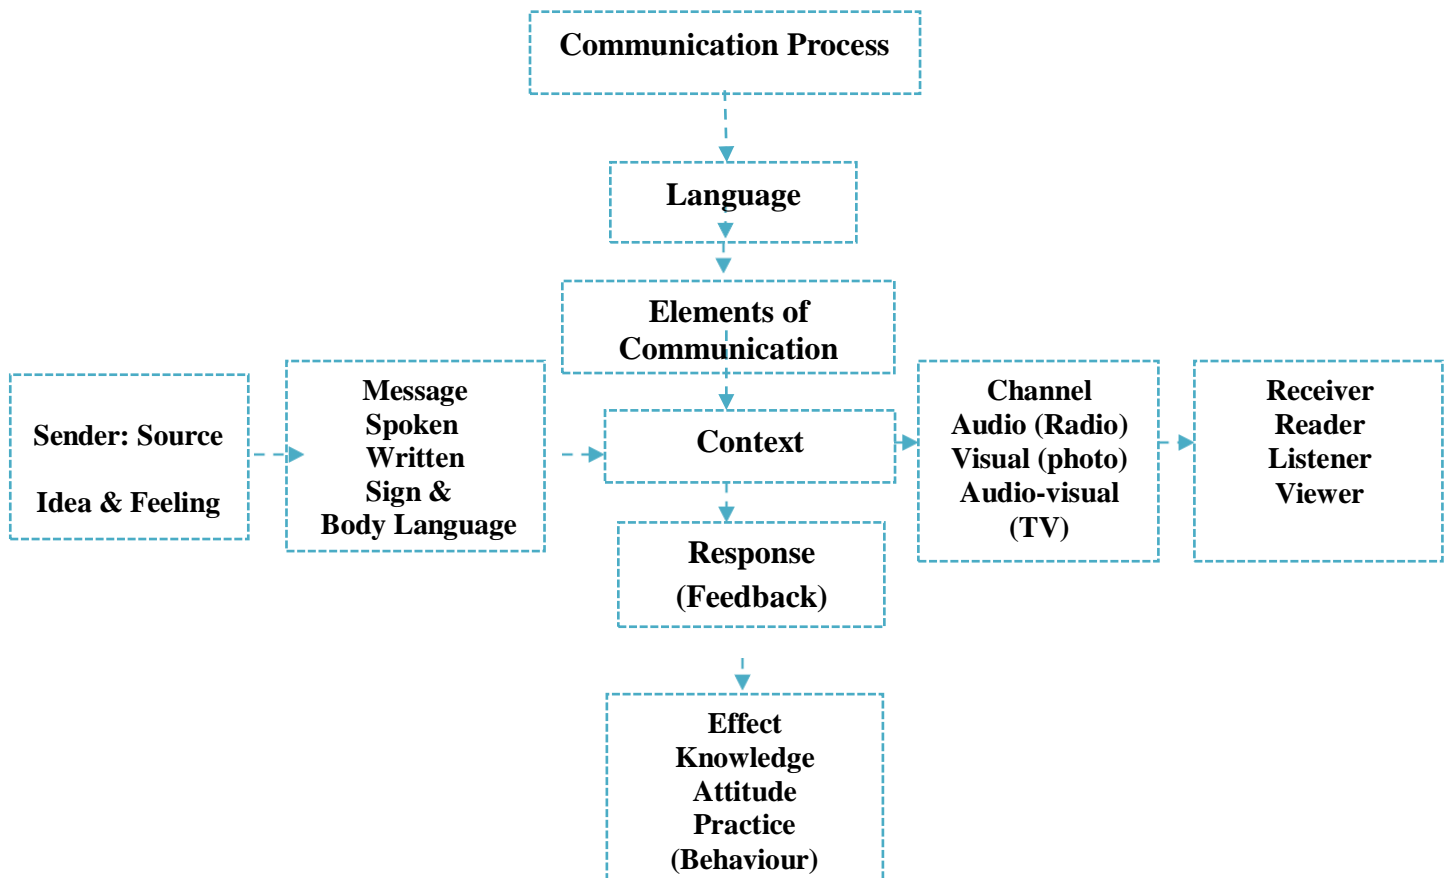 Communication Process
Language
Elements of
Communication
Sender: Source
Idea & Feeling
Message
Spoken
Written
Sign &
Body Language
Context
Channel
Audio (Radio)
Visual (photo)
Audio-visual
(TV)
Receiver
Reader
Listener
Viewer
Response
(Feedback)
Effect
Knowledge
Attitude
Practice
(Behaviour)